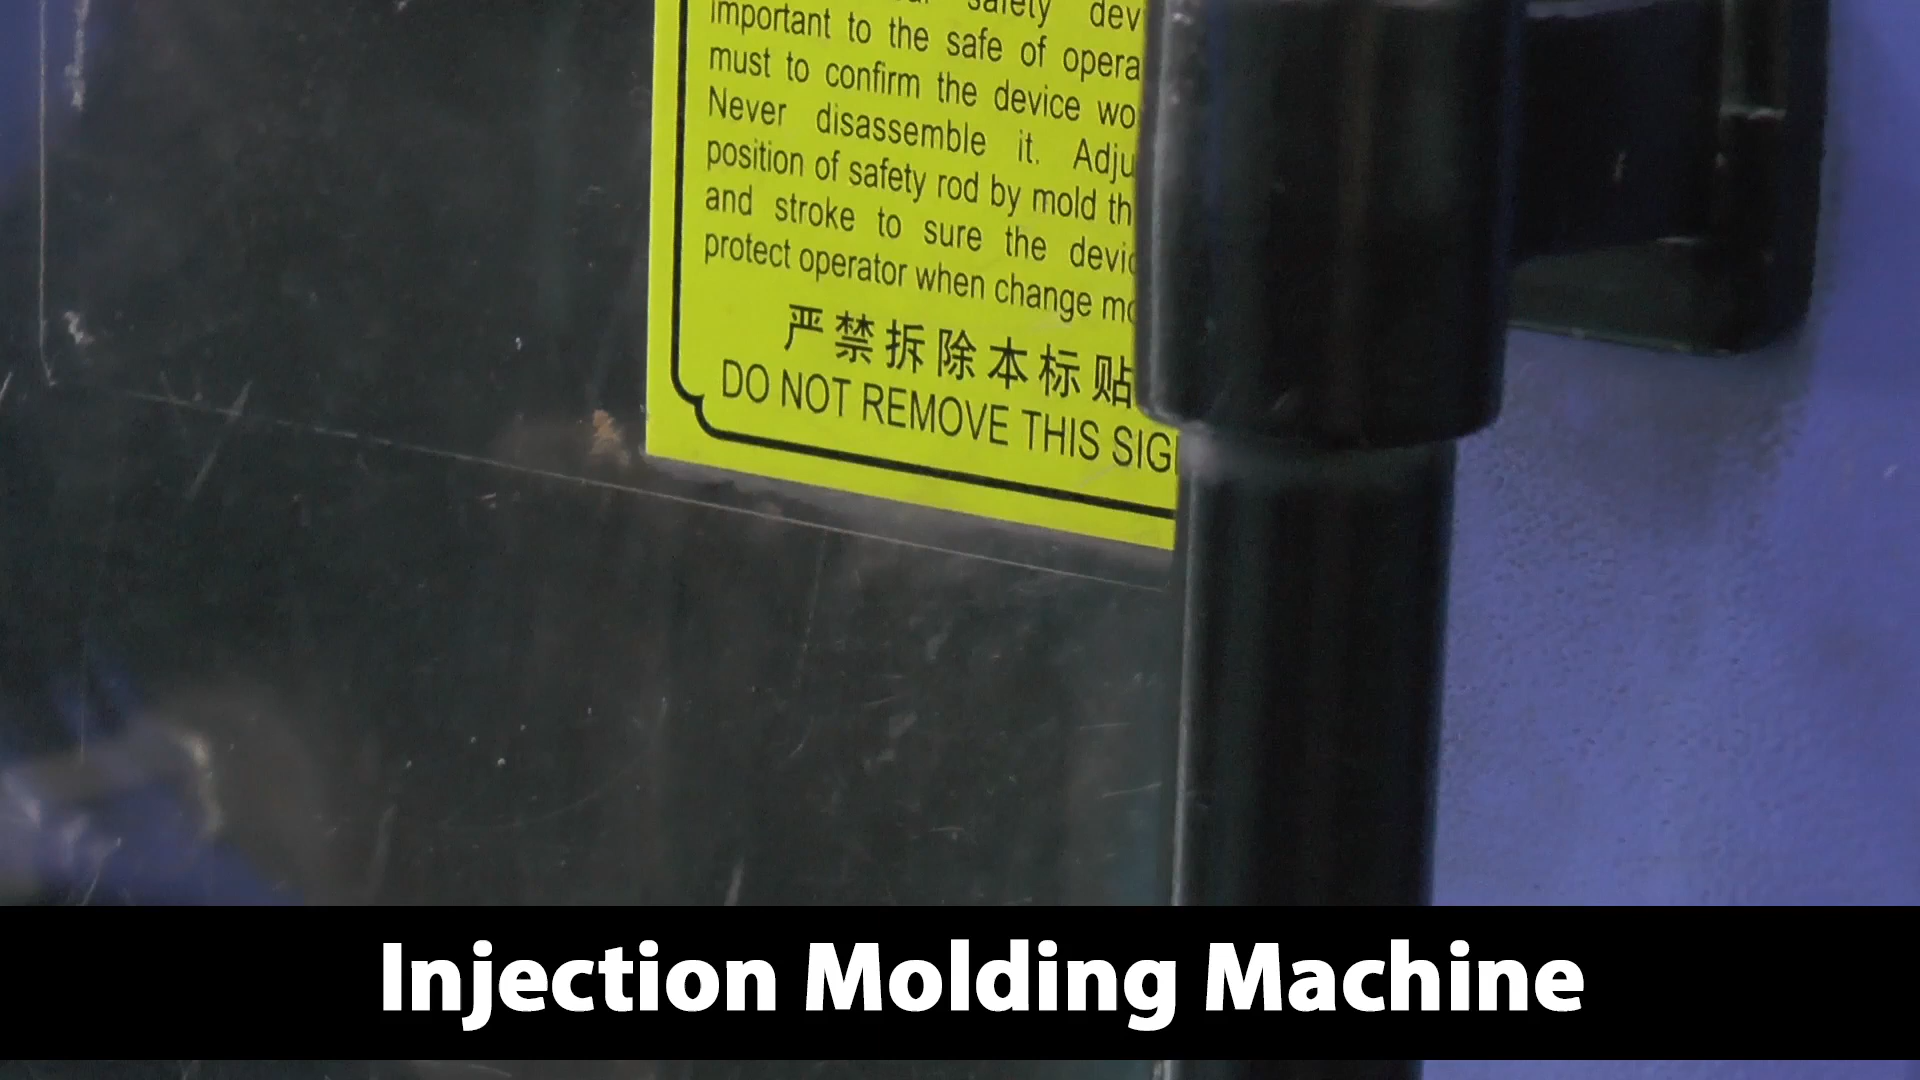 safety dev
important to the safe of opera
must to confirm the device wo
Never disassemble it. Adju
position of safety rod by mold th
and stroke to sure the devic
protect operator when change mo
严禁拆除本标贴
DO NOT REMOVE THIS SIG
Injection Molding Machine